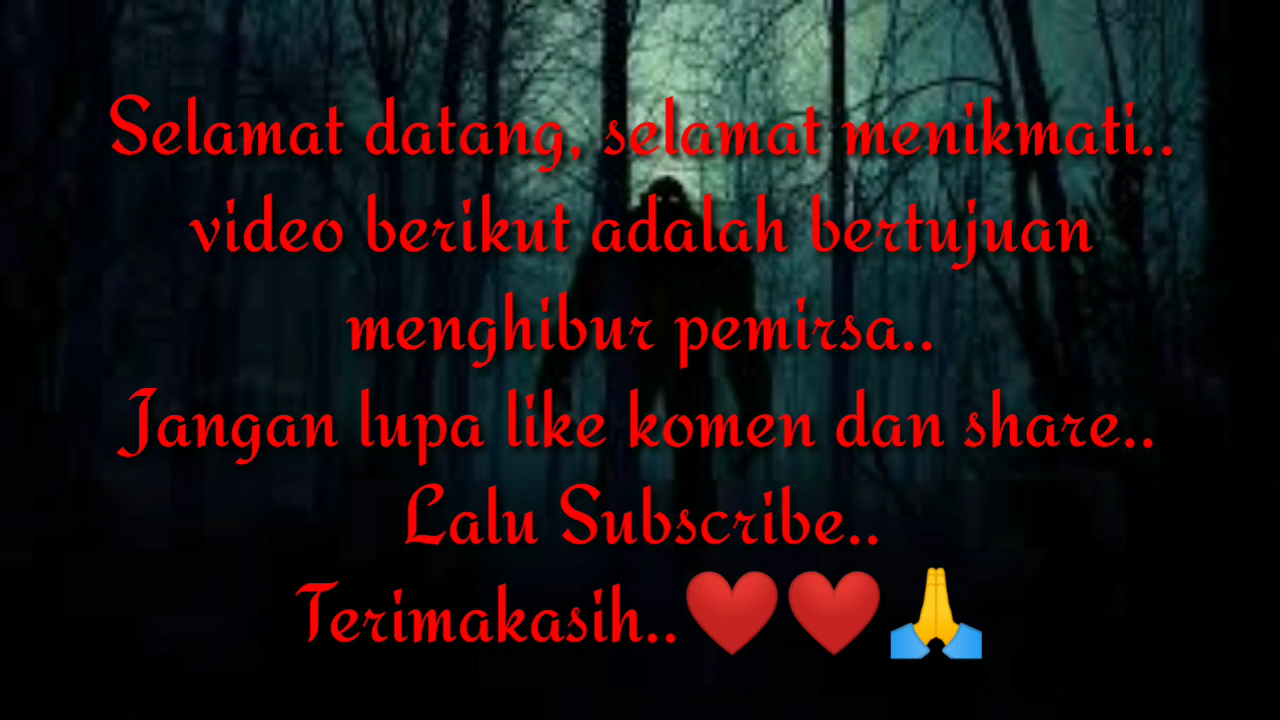 Selamat datang, selamat menikmati..
video berikut adalah bertujuan
menghibur pemirsa..
Jangan lupa like komen dan share..
Lalu Subscribe..
Terimakasih..❤️❤️🙏